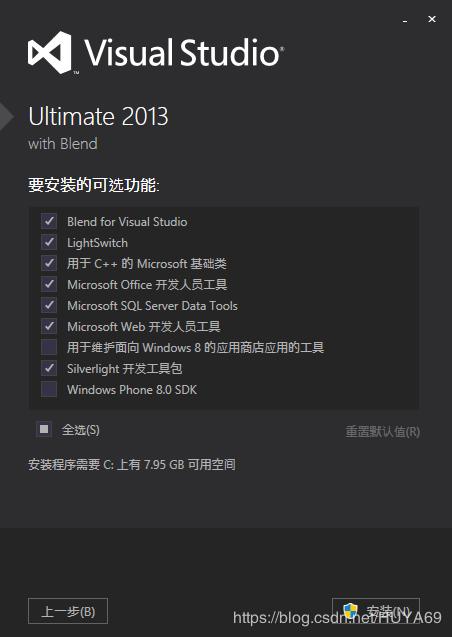 Visual Studio®
™
Ultimate 2013
with Blend
要安装的可选功能:
Blend for Visual Studio
LightSwitch
用于 C++ 的 Microsoft 基础类
Microsoft Office 开发人员工具
Microsoft SQL Server Data Tools
Microsoft Web 开发人员工具
用于维护面向 Windows 8 的应用商店应用的工具
Silverlight 开发工具包
Windows Phone 8.0 SDK
全选(S)
重置默认值(R)
安装程序需要 C: 上有 7.95 GB 可用空间
上一步(B)
安装(N)
https://blog.csdn.net/HUYA69